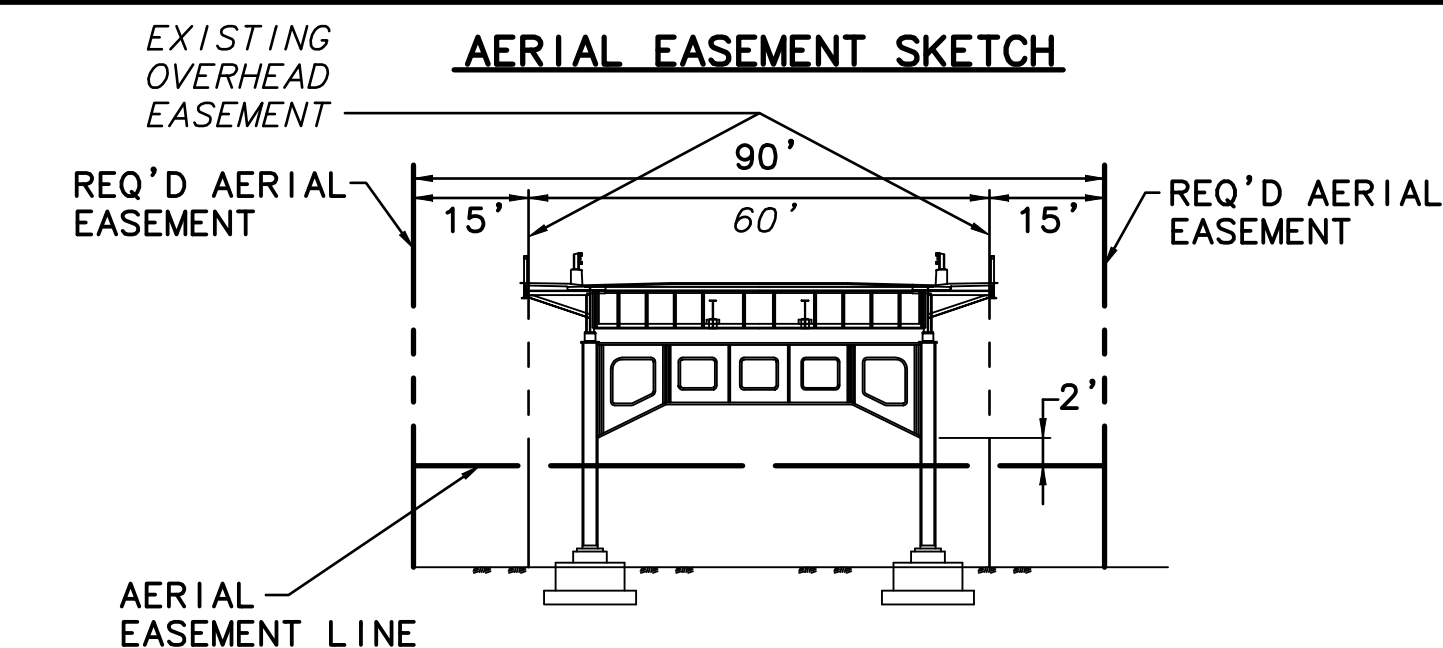 EXISTING
OVERHEAD
EASEMENT
AERIAL EASEMENT SKETCH
90'
REQ'D AERIAL
EASEMENT
15'
60'
15'
REQ'D AERIAL
EASEMENT
2'
AERIAL
EASEMENT LINE